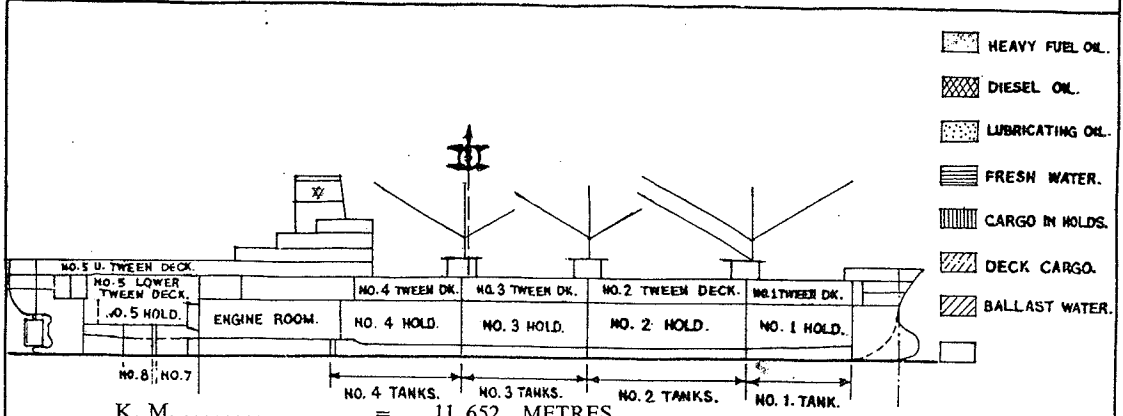 HEAVY FUEL OIL.
DIESEL OIL.
LUBRICATING OIL.
FRESH WATER.
CARGO IN HOLDS.
DECK CARGO.
BALLAST WATER.
NO.5 U. TWEEN DECK.
NO.5 LOWER
TWEEN DECK.
NO.5 HOLD.
ENGINE ROOM.
NO.4 TWEEN DK.
NO.3 TWEEN DK.
NO.2 TWEEN DECK.
NO.1 TWEEN DK.
NO. 4 HOLD.
NO. 3 HOLD.
NO. 2 HOLD.
NO. 1 HOLD.
NO.8
NO.7
NO.4 TANKS.
NO.3 TANKS.
NO.2 TANKS.
NO.1. TANK.
K. M. .......... = 11.652 METRES